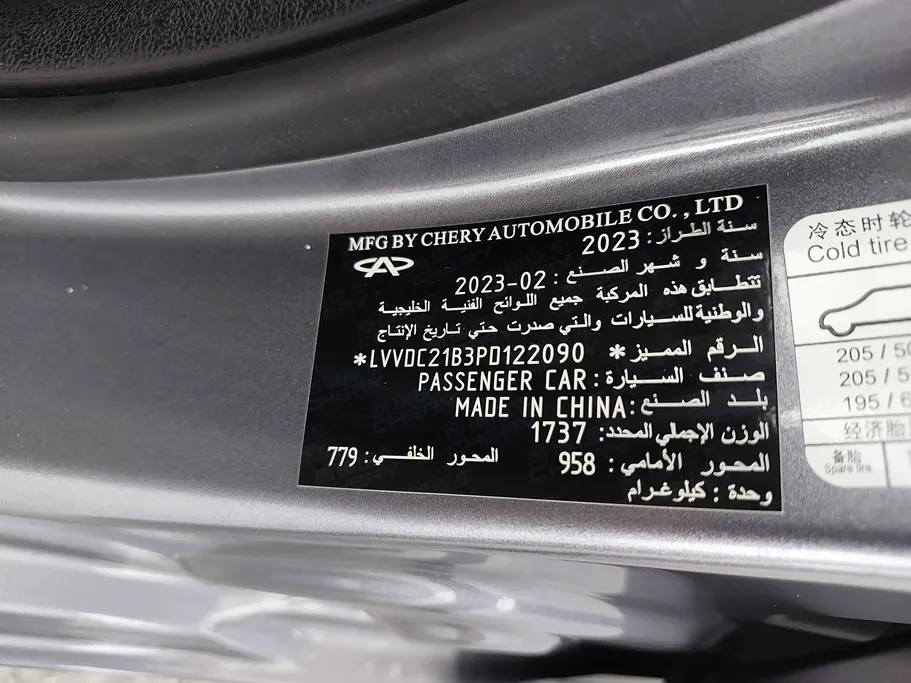 MFG BY CHERY AUTOMOBILE CO., LTD
سنة الطراز: 2023
سنة و شهر الصنع: 2023-02
تتطابق هذه المركبة جميع اللوائح الفنية الخليجية
والوطنية للسيارات والتي صدرت حتي تاريخ الإنتاج
الرقم المميز: *LVVDC21B3PD122090*
صنف السيارة: PASSENGER CAR
بلد الصنع: MADE IN CHINA
الوزن الإجمالي المحدد: 1737
المحور الأمامي: 958 المحور الخلفي: 779
وحدة: كيلوغرام
冷态时轮
Cold tire
205 / 50
205 / 5
195 / 6
经济胎
备胎
Spare tire